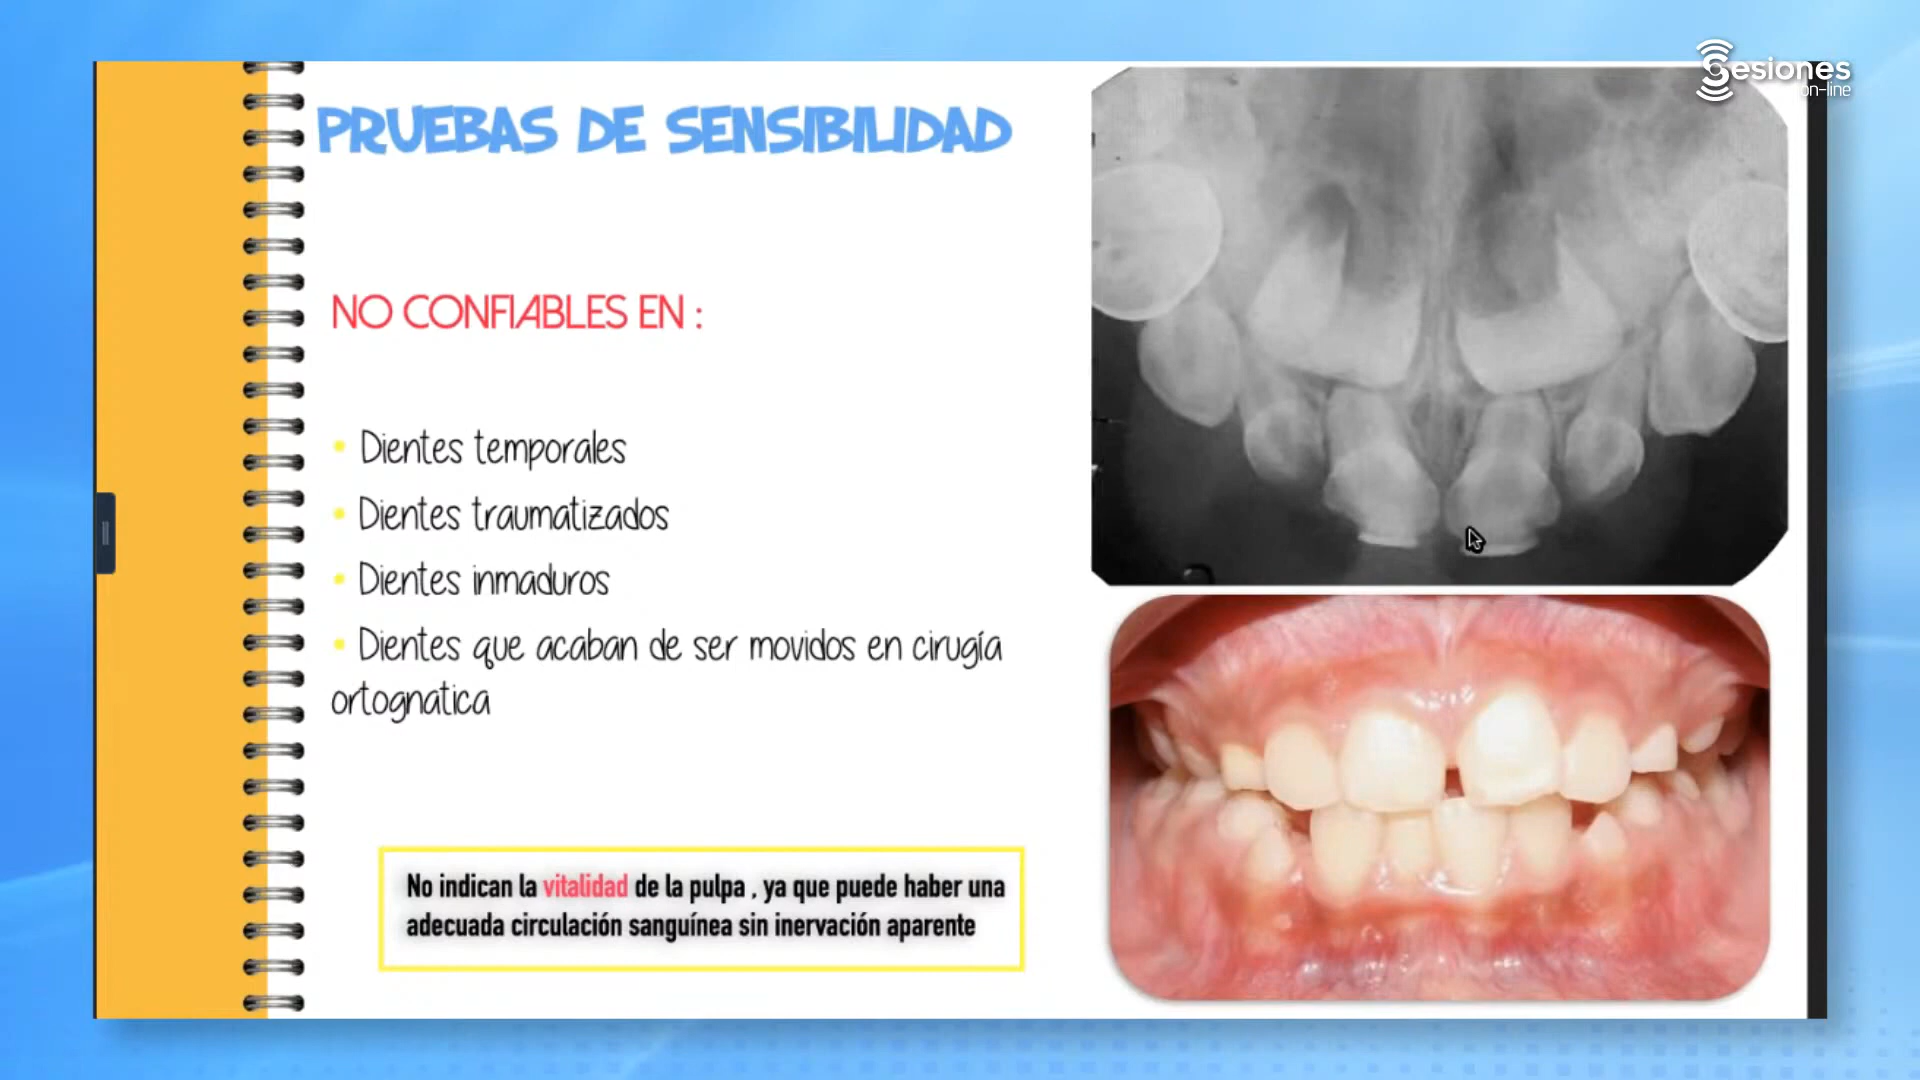 Sesiones
on-line
PRUEBAS DE SENSIBILIDAD
NO CONFIABLES EN :
• Dientes temporales
• Dientes traumatizados
• Dientes inmaduros
• Dientes que acaban de ser movidos en cirugía
ortognatica
No indican la vitalidad de la pulpa , ya que puede haber una
adecuada circulación sanguínea sin inervación aparente